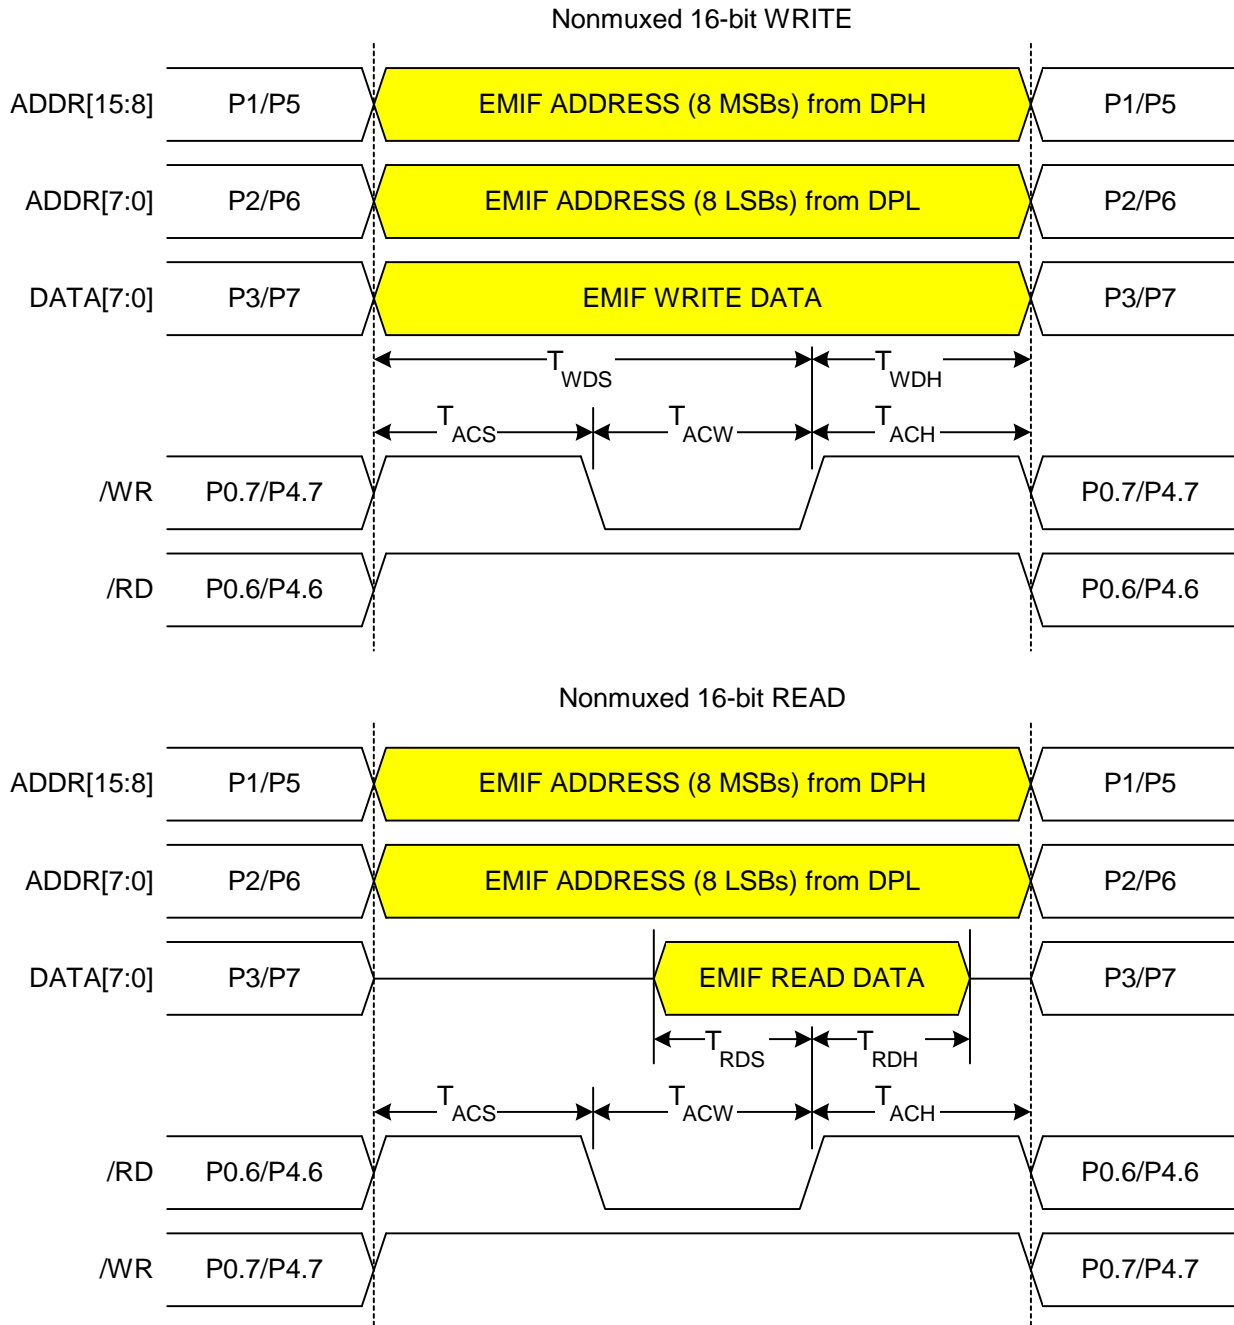 Nonmuxed 16-bit WRITE
ADDR[15:8] P1/P5 EMIF ADDRESS (8 MSBs) from DPH P1/P5
ADDR[7:0] P2/P6 EMIF ADDRESS (8 LSBs) from DPL P2/P6
DATA[7:0] P3/P7 EMIF WRITE DATA P3/P7
TWDS TWDH
TACS TACW TACH
/WR P0.7/P4.7 P0.7/P4.7
/RD P0.6/P4.6 P0.6/P4.6
Nonmuxed 16-bit READ
ADDR[15:8] P1/P5 EMIF ADDRESS (8 MSBs) from DPH P1/P5
ADDR[7:0] P2/P6 EMIF ADDRESS (8 LSBs) from DPL P2/P6
DATA[7:0] P3/P7 EMIF READ DATA P3/P7
TRDS TRDH
TACS TACW TACH
/RD P0.6/P4.6 P0.6/P4.6
/WR P0.7/P4.7 P0.7/P4.7